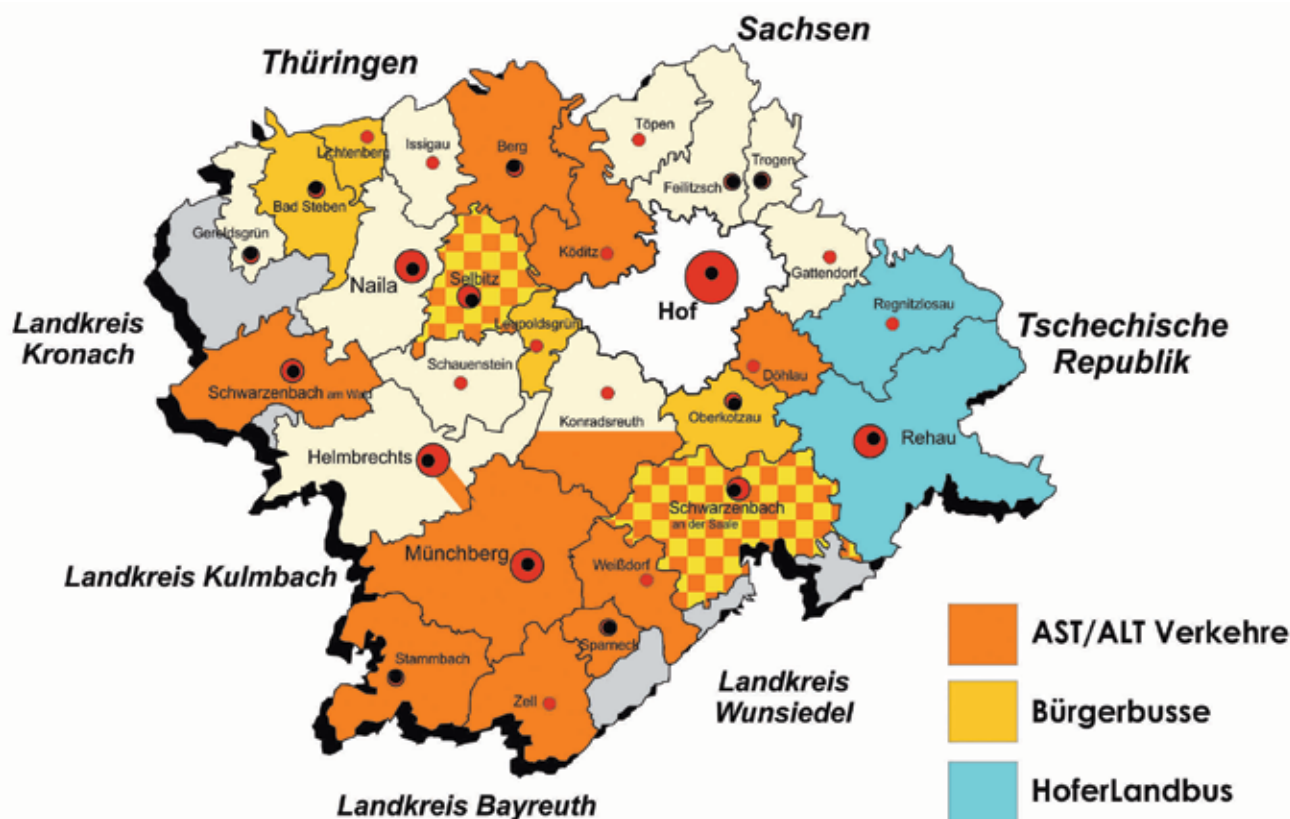 Sachsen
Thüringen
Töpen
Lichtenberg
Issigau
Berg
Trogen
Feilitzsch
Bad Steben
Geroldsgrün
Köditz
Gattendorf
Naila
Selbitz
Hof
Regnitzlosau
Landkreis
Kronach
Leupoldsgrün
Tschechische
Republik
Schauenstein
Döhlau
Schwarzenbach am Wald
Konradsreuth
Oberkotzau
Rehau
Helmbrechts
Schwarzenbach
an der Saale
Münchberg
Weißdorf
Landkreis Kulmbach
Sparneck
Stammbach
Zell
Landkreis
Wunsiedel
Landkreis Bayreuth
AST/ALT Verkehre
Bürgerbusse
HoferLandbus